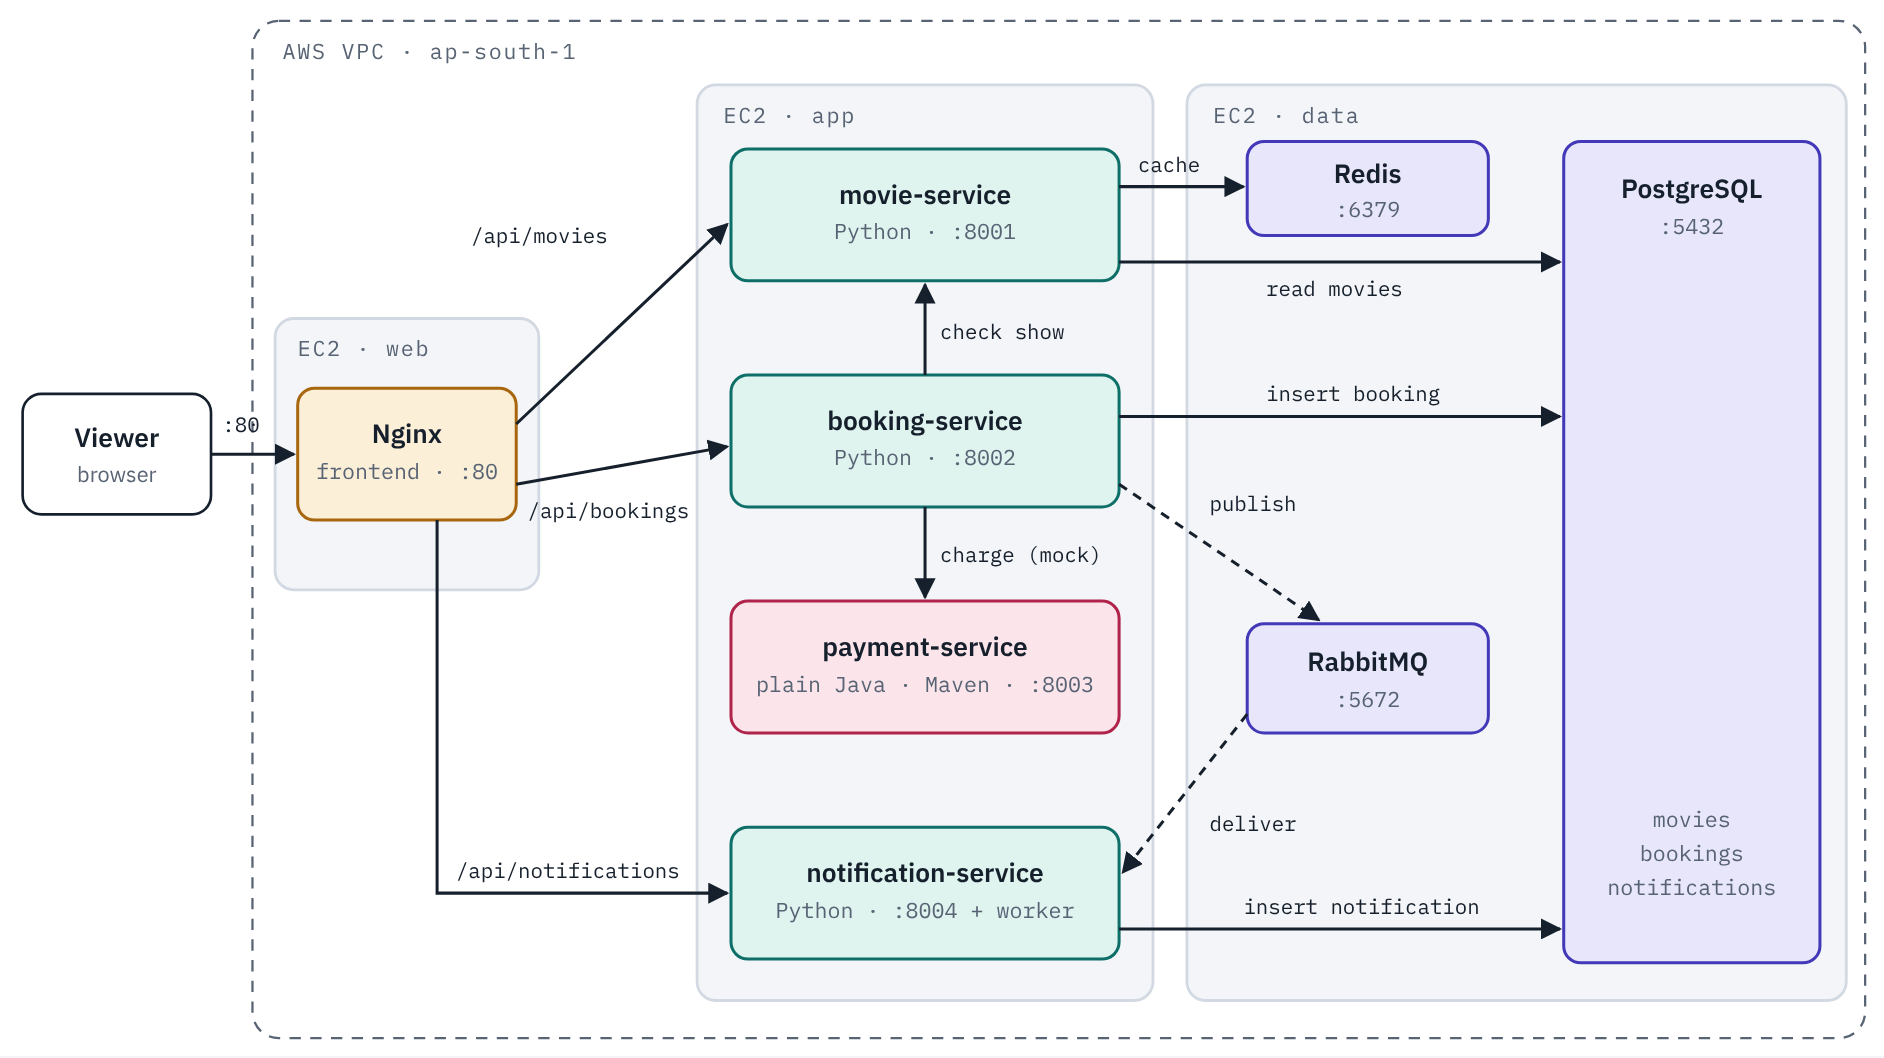 AWS VPC · ap-south-1
EC2 · app
EC2 · data
movie-service
Python · :8001
cache
Redis
:6379
PostgreSQL
:5432
/api/movies
read movies
check show
EC2 · web
Viewer
browser
:80
Nginx
frontend · :80
/api/bookings
booking-service
Python · :8002
insert booking
publish
charge (mock)
payment-service
plain Java · Maven · :8003
RabbitMQ
:5672
deliver
movies
bookings
notifications
/api/notifications
notification-service
Python · :8004 + worker
insert notification